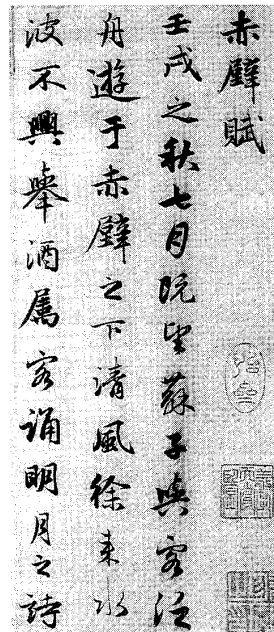 赤壁賦
壬戌之秋七月既望蘇子與客泛
舟遊于赤壁之下清風徐来水
波不興舉酒属客誦明月之詩